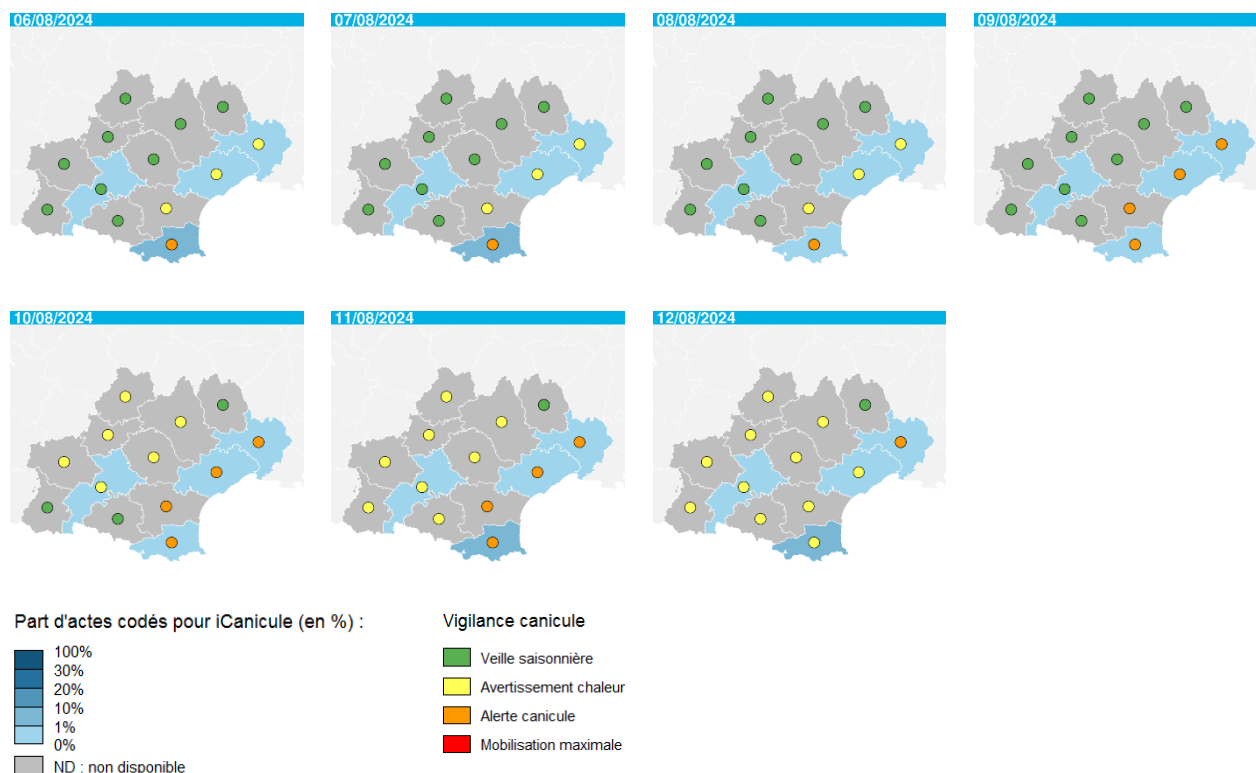 06/08/2024
07/08/2024
08/08/2024
09/08/2024
10/08/2024
11/08/2024
12/08/2024
Part d'actes codés pour iCanicule (en %) :
100%
30%
20%
10%
1%
0%
ND : non disponible
Vigilance canicule
Veille saisonnière
Avertissement chaleur
Alerte canicule
Mobilisation maximale